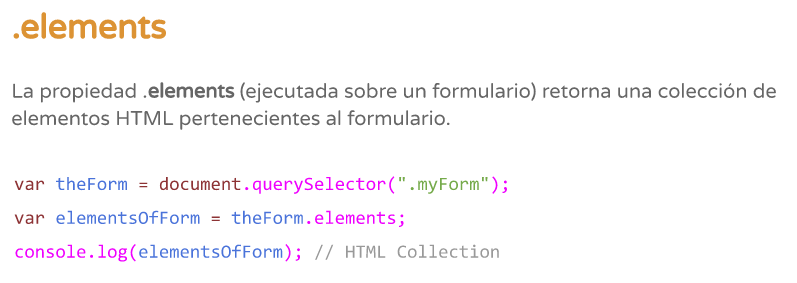 .elements
La propiedad .elements (ejecutada sobre un formulario) retorna una colección de
elementos HTML pertenecientes al formulario.
var theForm = document.querySelector(".myForm");
var elementsOfForm = theForm.elements;
console.log(elementsOfForm); // HTML Collection